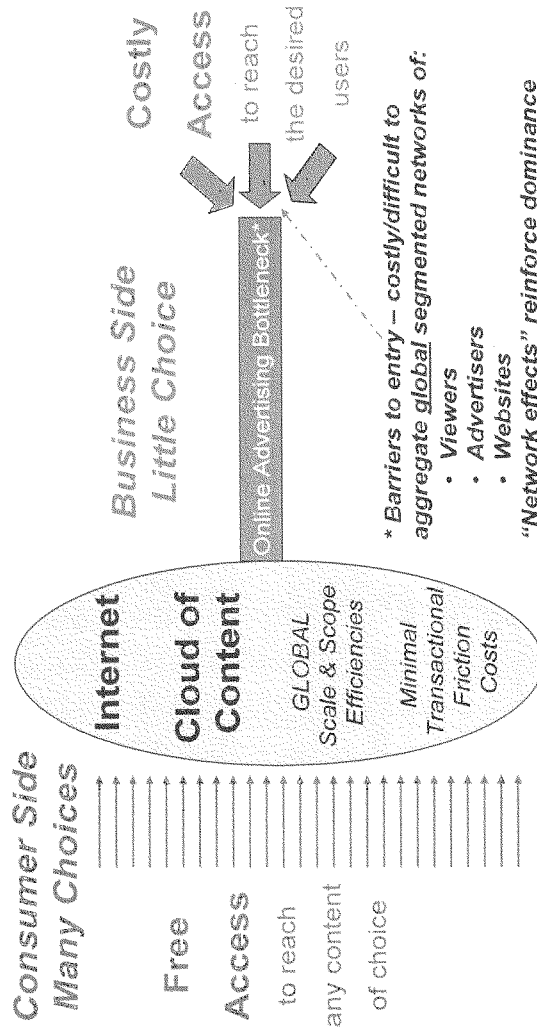 Consumer Side
Many Choices
Free
Access
to reach
any content
of choice
Internet
Cloud of
Content
GLOBAL
Scale & Scope
Efficiencies
Minimal
Transactional
Friction
Costs
Business Side
Little Choice
Online Advertising Bottleneck*
Costly
Access
to reach
the desired
users
* Barriers to entry – costly/difficult to
aggregate global segmented networks of:
• Viewers
• Advertisers
• Websites
“Network effects” reinforce dominance